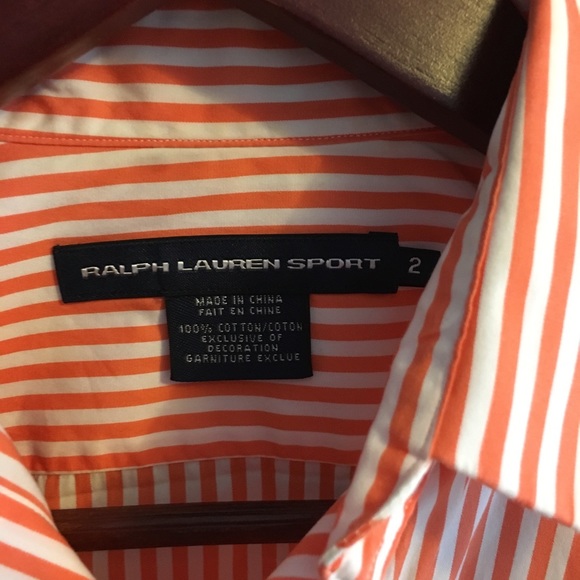 RALPH LAUREN SPORT 2
MADE IN CHINA
FAIT EN CHINE
100% COTTON/COTON
EXCLUSIVE OF
DECORATION
GARNITURE EXCLUE